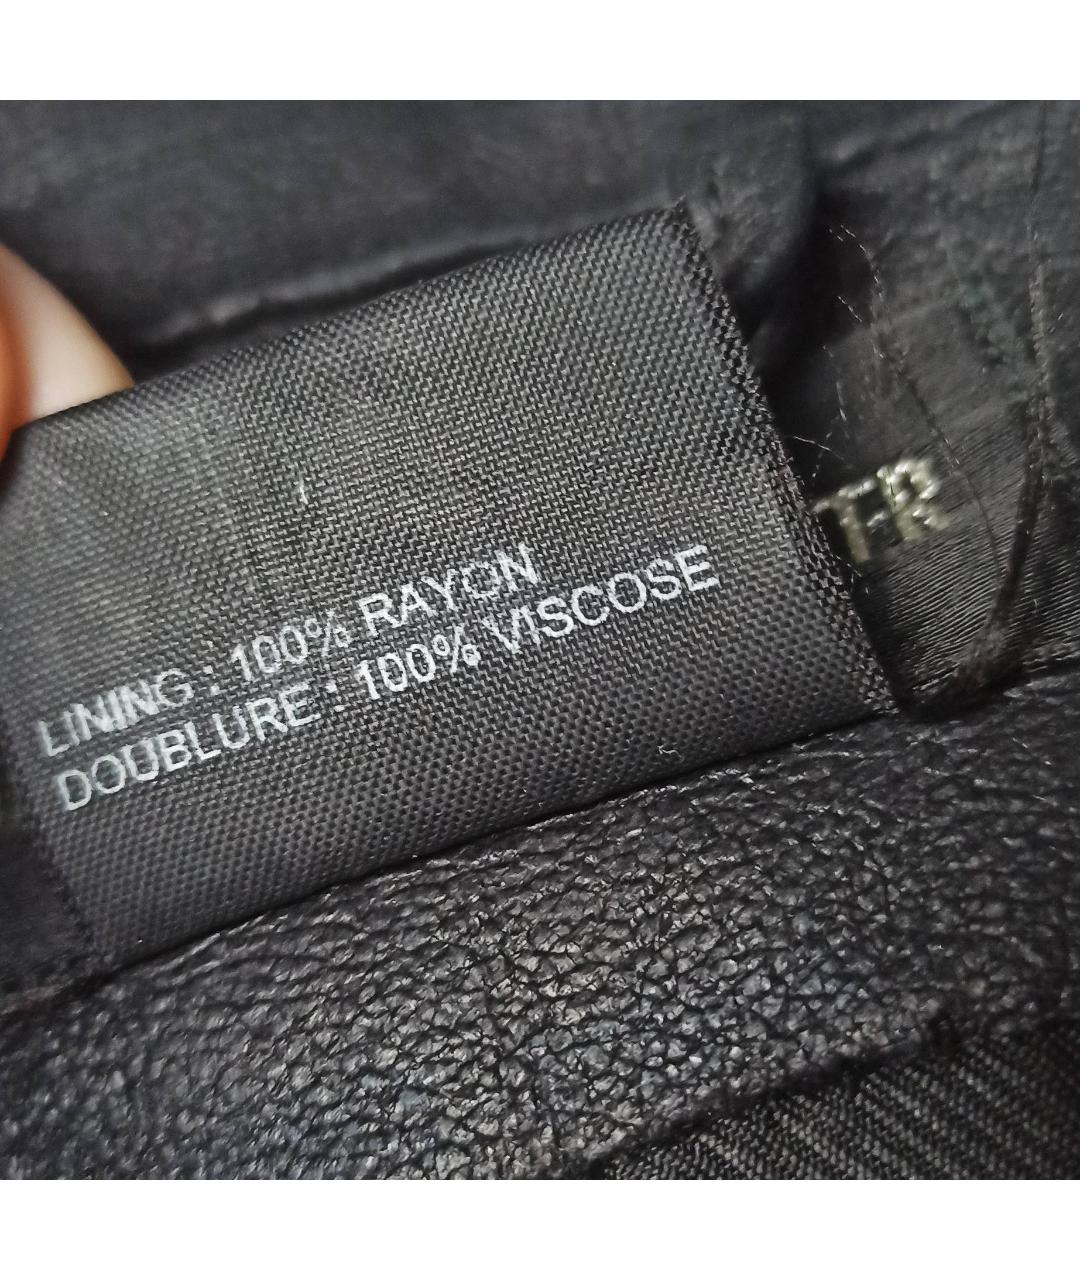 LINING : 100% RAYON
DOUBLURE : 100% VISCOSE